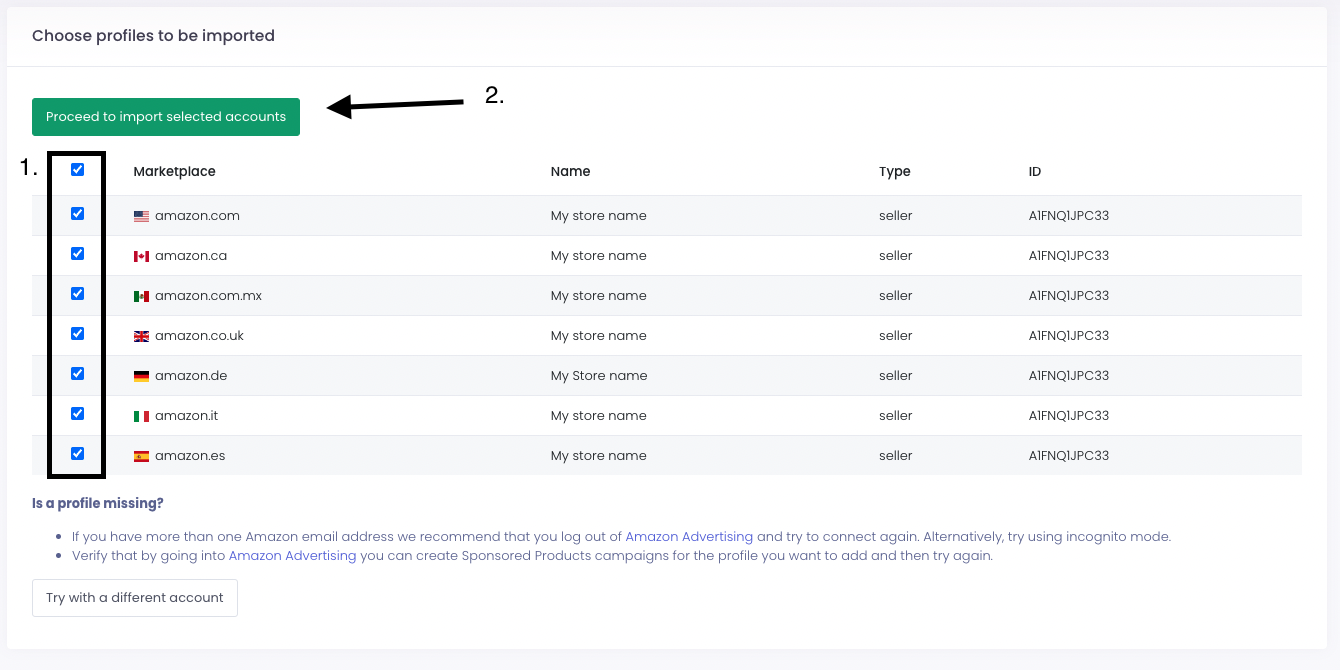 Choose profiles to be imported
2.
Proceed to import selected accounts
1.
Marketplace Name Type ID
amazon.com My store name seller A1FNQ1JPC33
amazon.ca My store name seller A1FNQ1JPC33
amazon.com.mx My store name seller A1FNQ1JPC33
amazon.co.uk My store name seller A1FNQ1JPC33
amazon.de My Store name seller A1FNQ1JPC33
amazon.it My store name seller A1FNQ1JPC33
amazon.es My store name seller A1FNQ1JPC33
Is a profile missing?
• If you have more than one Amazon email address we recommend that you log out of Amazon Advertising and try to connect again. Alternatively, try using incognito mode.
• Verify that by going into Amazon Advertising you can create Sponsored Products campaigns for the profile you want to add and then try again.
Try with a different account